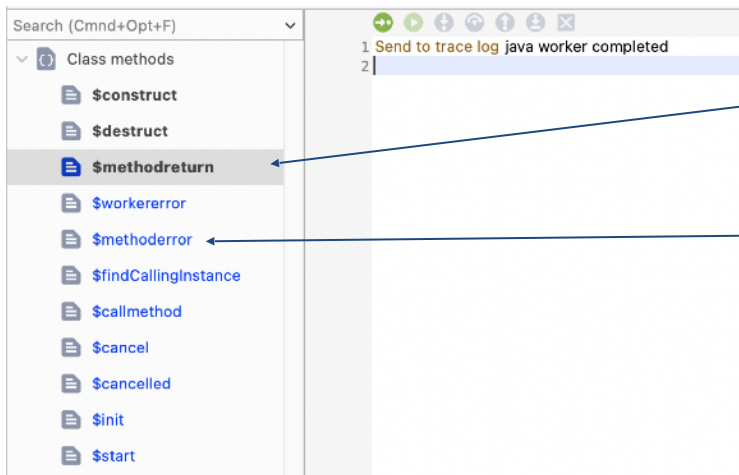 Search (Cmnd+Opt+F)
Class methods
$construct
$destruct
$methodreturn
$workererror
$methoderror
$findCallingInstance
$callmethod
$cancel
$cancelled
$init
$start
1 Send to trace log java worker completed
2